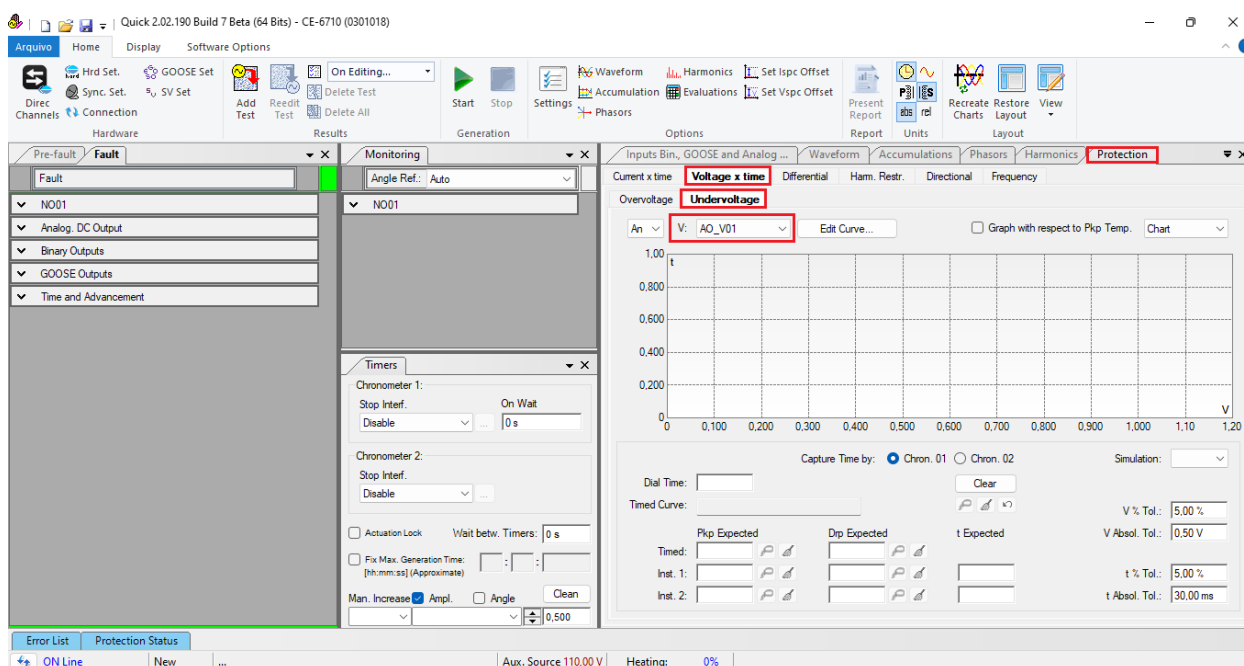 Quick 2.02.190 Build 7 Beta (64 Bits) - CE-6710 (0301018)
Arquivo Home Display Software Options
Direc Channels
Hrd Set.
Sync. Set.
Connection
GOOSE Set
SV Set
Hardware
Add Test
Reedit Test
On Editing...
Delete Test
Delete All
Results
Start Stop
Generation
Settings
Waveform
Accumulation
Phasors
Harmonics
Evaluations
Set Ispc Offset
Set Vspc Offset
Options
Present Report
Report
P S
abs rel
Units
Recreate Charts
Restore Layout
View
Layout
Pre-fault Fault
Fault
NO01
Analog. DC Output
Binary Outputs
GOOSE Outputs
Time and Advancement
Monitoring
Angle Ref.: Auto
NO01
Timers
Chronometer 1:
Stop Interf. On Wait
Disable ... 0 s
Chronometer 2:
Stop Interf.
Disable ...
Actuation Lock Wait betw. Timers: 0 s
Fix Max. Generation Time: : :
[hh:mm:ss] (Approximate)
Man. Increase Ampl. Angle Clean
0,500
Inputs Bin., GOOSE and Analog ... Waveform Accumulations Phasors Harmonics Protection
Current x time Voltage x time Differential Harm. Restr. Directional Frequency
Overvoltage Undervoltage
An V: AO_V01 Edit Curve... Graph with respect to Pkp Temp. Chart
1,00 t
0,800
0,600
0,400
0,200
0 V
0 0,100 0,200 0,300 0,400 0,500 0,600 0,700 0,800 0,900 1,000 1,10 1,20
Capture Time by: Chron. 01 Chron. 02 Simulation:
Dial Time: Clear
Timed Curve: V % Tol.: 5,00 %
Pkp Expected Drp Expected t Expected V Absol. Tol.: 0,50 V
Timed:
Inst. 1: t % Tol.: 5,00 %
Inst. 2: t Absol. Tol.: 30,00 ms
Error List Protection Status
ON Line New ... Aux. Source 110.00 V Heating: 0%